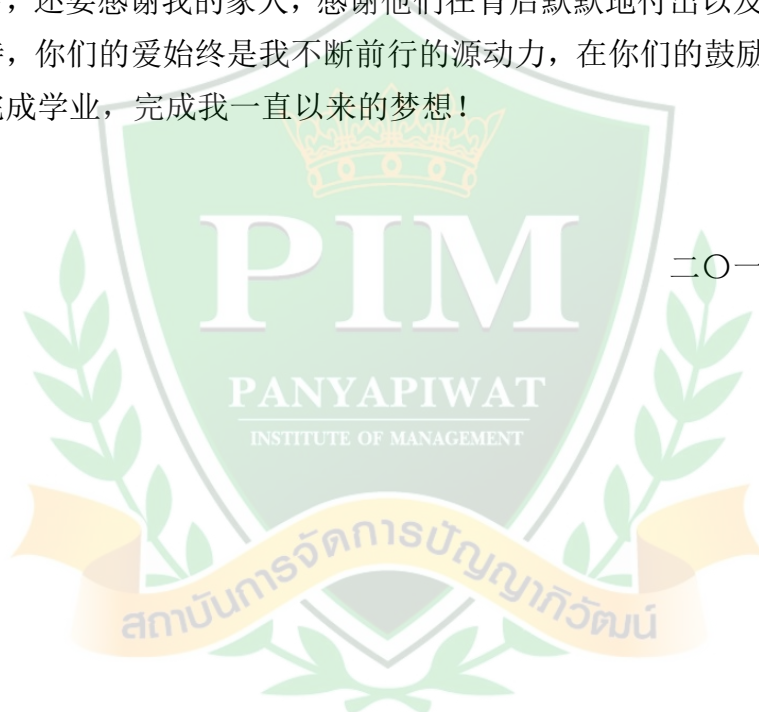 ，还要感谢我的家人，感谢他们在背后默默地付出以及
，你们的爱始终是我不断前行的源动力，在你们的鼓励
完成学业，完成我一直以来的梦想！
二〇一
PIM
PANYAPIWAT
INSTITUTE OF MANAGEMENT
สถาบันการจัดการปัญญาภิวัฒน์